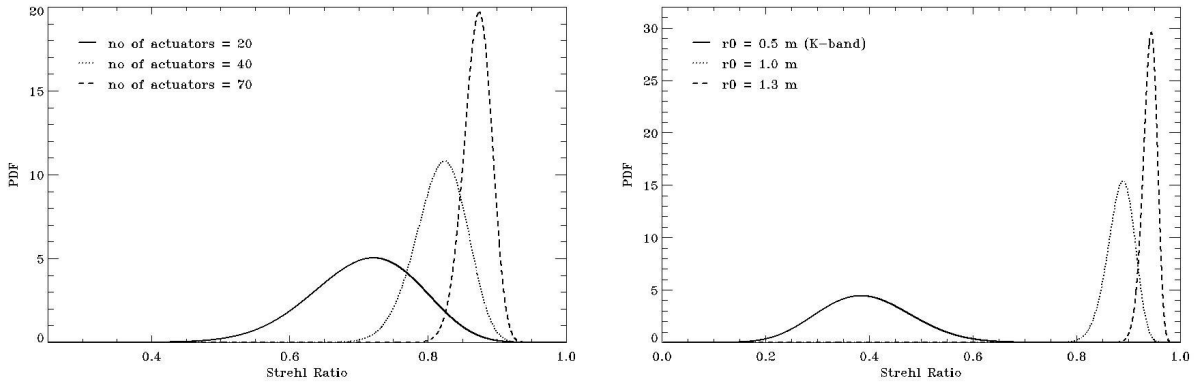 20
15
10
5
0
PDF
no of actuators = 20
no of actuators = 40
no of actuators = 70
0.4
0.6
0.8
1.0
Strehl Ratio
30
25
20
15
10
5
0
PDF
r0 = 0.5 m (K-band)
r0 = 1.0 m
r0 = 1.3 m
0.0
0.2
0.4
0.6
0.8
1.0
Strehl Ratio